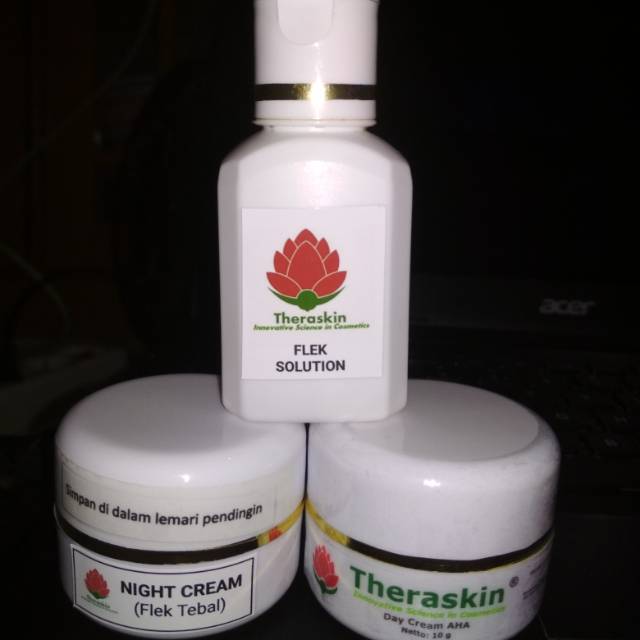 Theraskin
Innovative Science in Cosmetics
FLEK
SOLUTION
acer
Simpan di dalam lemari pendingin
NIGHT CREAM
(Flek Tebal)
Theraskin®
Innovative Science in Cosmetics
Day Cream AHA
Netto: 10 g